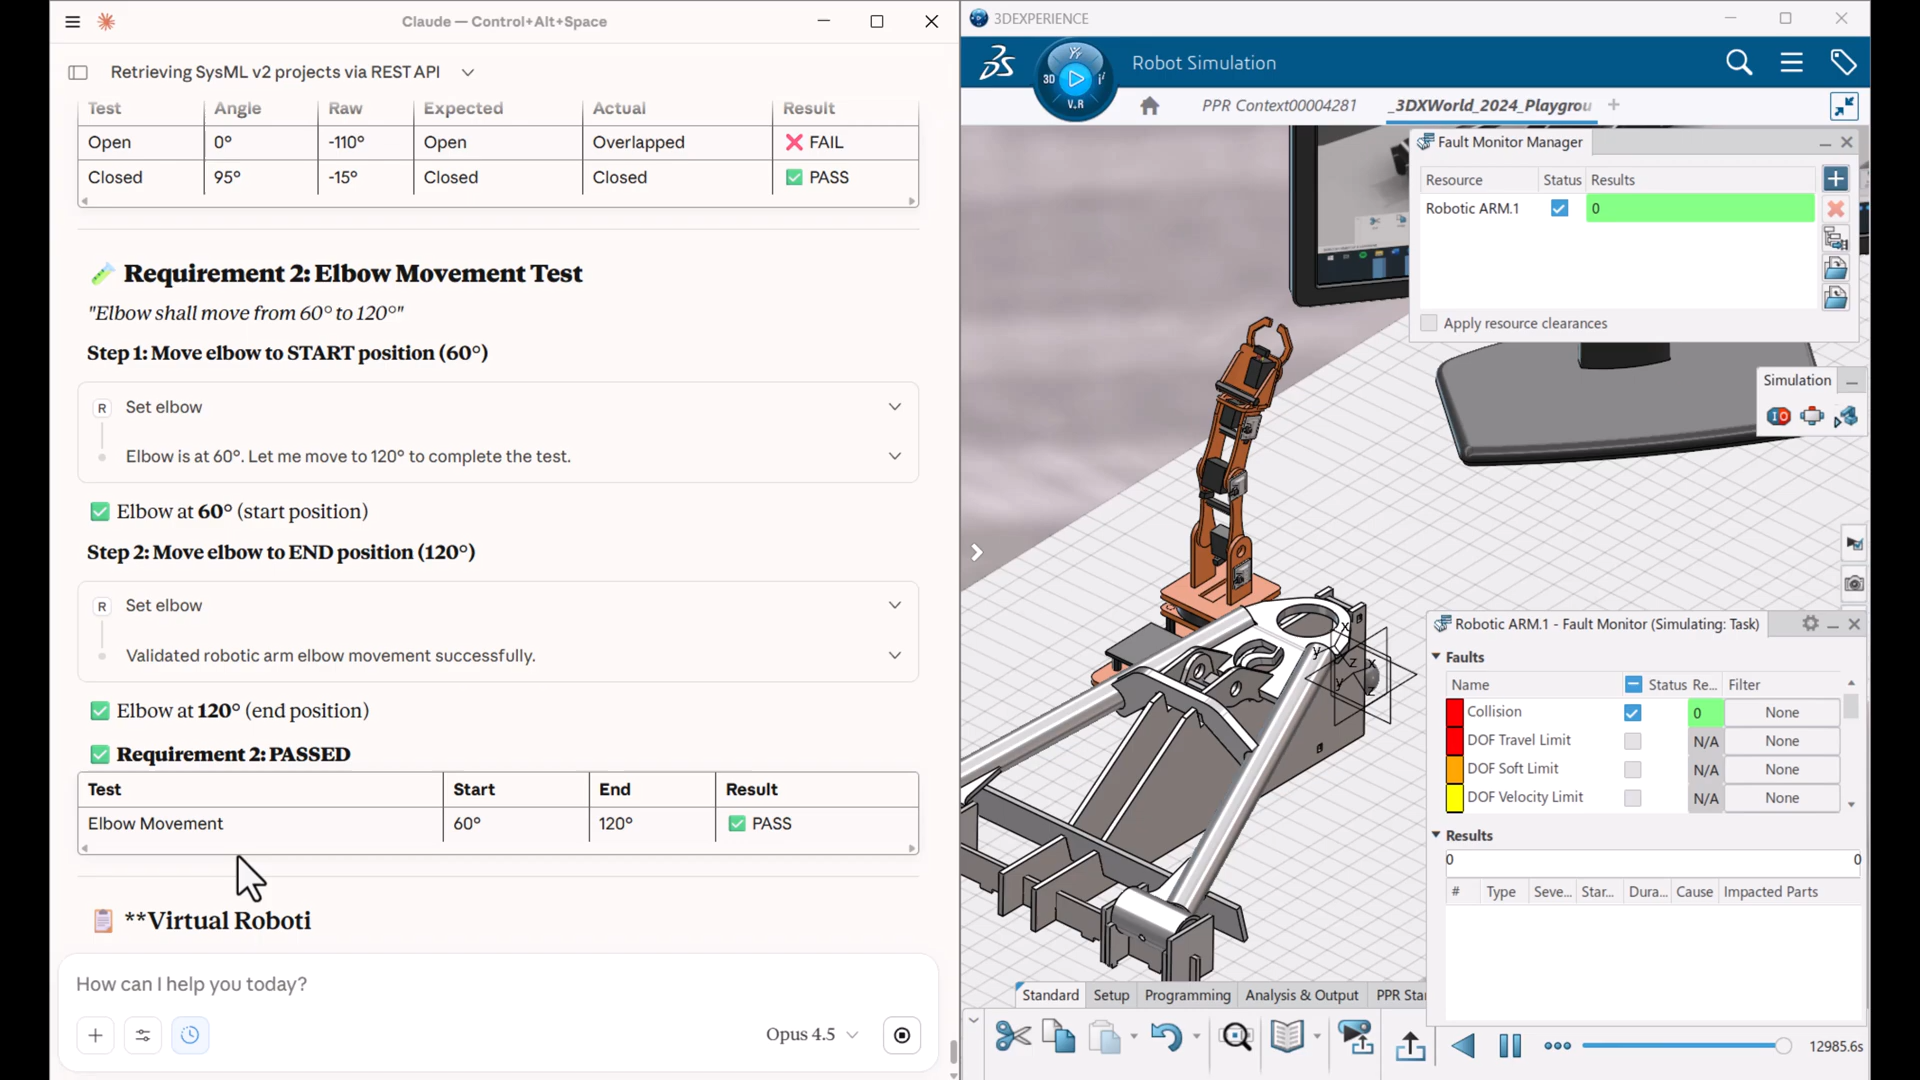 Claude — Control+Alt+Space
Retrieving SysML v2 projects via REST API
Test Angle Raw Expected Actual Result
Open 0° -110° Open Overlapped ❌ FAIL
Closed 95° -15° Closed Closed ✅ PASS
Requirement 2: Elbow Movement Test
"Elbow shall move from 60° to 120°"
Step 1: Move elbow to START position (60°)
R Set elbow
Elbow is at 60°. Let me move to 120° to complete the test.
✅ Elbow at 60° (start position)
Step 2: Move elbow to END position (120°)
R Set elbow
Validated robotic arm elbow movement successfully.
✅ Elbow at 120° (end position)
✅ Requirement 2: PASSED
Test Start End Result
Elbow Movement 60° 120° ✅ PASS
**Virtual Roboti
How can I help you today?
Opus 4.5
3DEXPERIENCE
3D V.R
Robot Simulation
PPR Context00004281
_3DXWorld_2024_Playgrou
Fault Monitor Manager
Resource Status Results
Robotic ARM.1 0
Apply resource clearances
Simulation
x
y z x
y z
Robotic ARM.1 - Fault Monitor (Simulating: Task)
Faults
Name Status Re... Filter
Collision 0 None
DOF Travel Limit N/A None
DOF Soft Limit N/A None
DOF Velocity Limit N/A None
Results
0 0
# Type Seve... Star... Dura... Cause Impacted Parts
Standard Setup Programming Analysis & Output PPR Star
12985.6s